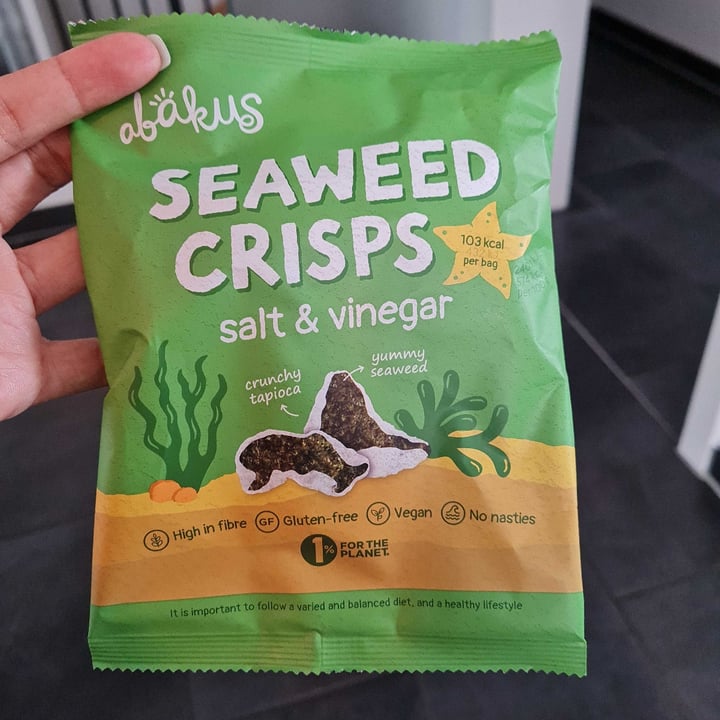 abakus
SEAWEED
CRISPS
103 kcal
per bag
salt & vinegar
crunchy
tapioca
yummy
seaweed
High in fibre
GF
Gluten-free
Vegan
No nasties
1%
FOR THE
PLANET.
It is important to follow a varied and balanced diet, and a healthy lifestyle